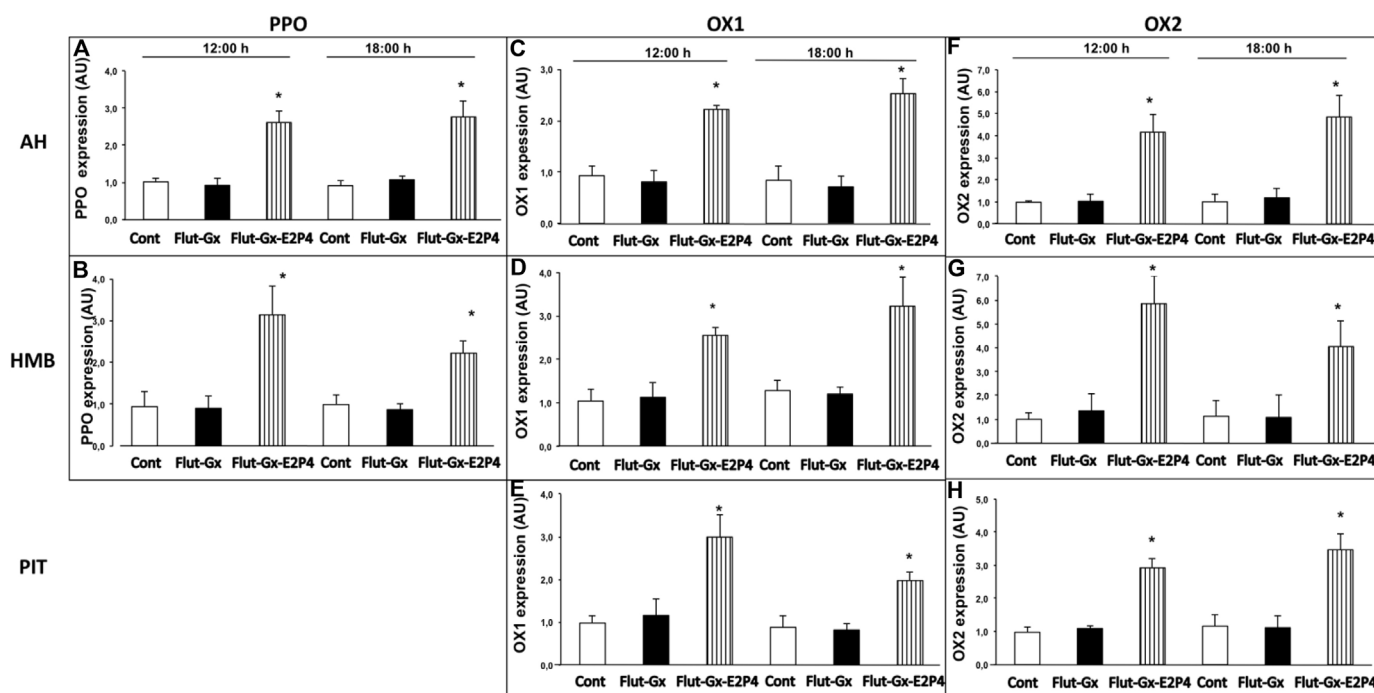 PPO OX1 OX2
AH
HMB
PIT
A
12:00 h 18:00 h
PPO expression (AU)
4,0
3,0
2,0
1,0
0,0
* *
Cont Flut-Gx Flut-Gx-E2P4 Cont Flut-Gx Flut-Gx-E2P4
B
PPO expression (AU)
4,0
3,0
2,0
1,0
0,0
* *
Cont Flut-Gx Flut-Gx-E2P4 Cont Flut-Gx Flut-Gx-E2P4
C
12:00 h 18:00 h
OX1 expession (AU)
3,0
2,0
1,0
0,0
* *
Cont Flut-Gx Flut-Gx-E2P4 Cont Flut-Gx Flut-Gx-E2P4
D
OX1 expression (AU)
4,0
3,0
2,0
1,0
0,0
* *
Cont Flut-Gx Flut-Gx-E2P4 Cont Flut-Gx Flut-Gx-E2P4
E
OX1 expression (AU)
4,0
3,0
2,0
1,0
0,0
* *
Cont Flut-Gx Flut-Gx-E2P4 Cont Flut-Gx Flut-Gx-E2P4
F
12:00 h 18:00 h
OX2 expression (AU)
7,0
6,0
5,0
4,0
3,0
2,0
1,0
0,0
* *
Cont Flut-Gx Flut-Gx-E2P4 Cont Flut-Gx Flut-Gx-E2P4
G
OX2 expression (AU)
7,0
6,0
5,0
4,0
3,0
2,0
1,0
0,0
* *
Cont Flut-Gx Flut-Gx-E2P4 Cont Flut-Gx Flut-Gx-E2P4
H
OX2 expression (AU)
5,0
4,0
3,0
2,0
1,0
0,0
* *
Cont Flut-Gx Flut-Gx-E2P4 Cont Flut-Gx Flut-Gx-E2P4